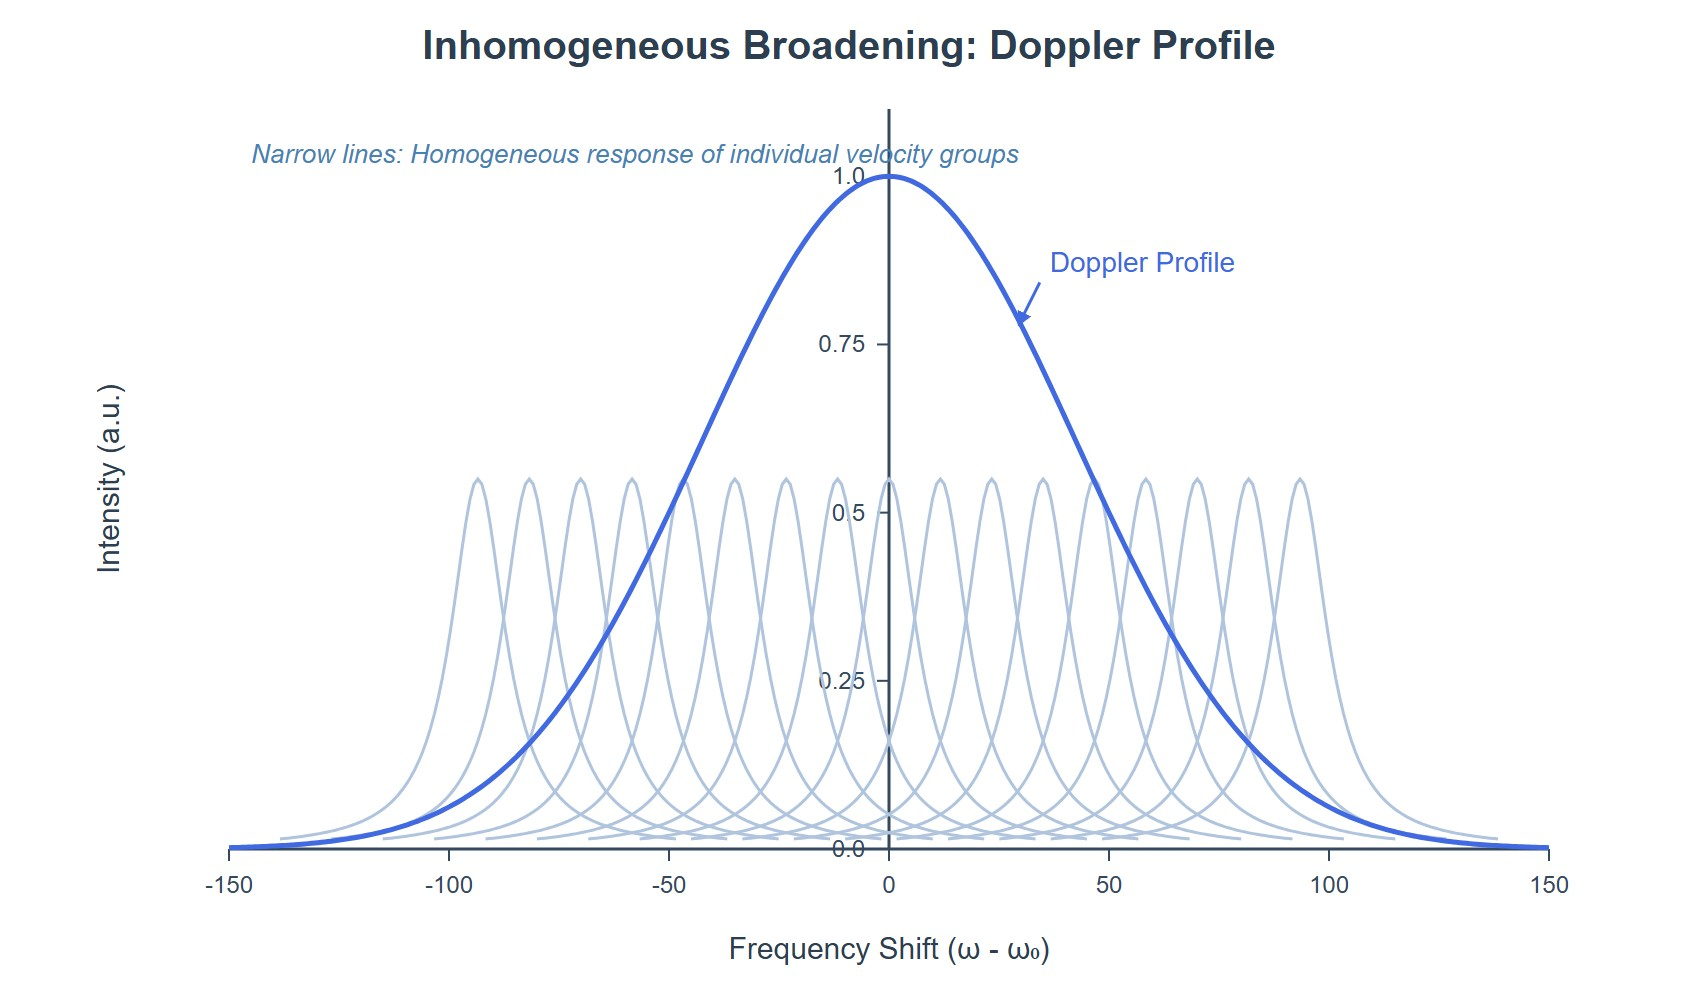 Inhomogeneous Broadening: Doppler Profile
Narrow lines: Homogeneous response of individual velocity groups
1.0
Doppler Profile
0.75
Intensity (a.u.)
0.5
0.25
0.0
-150
-100
-50
0
50
100
150
Frequency Shift (ω - ω₀)